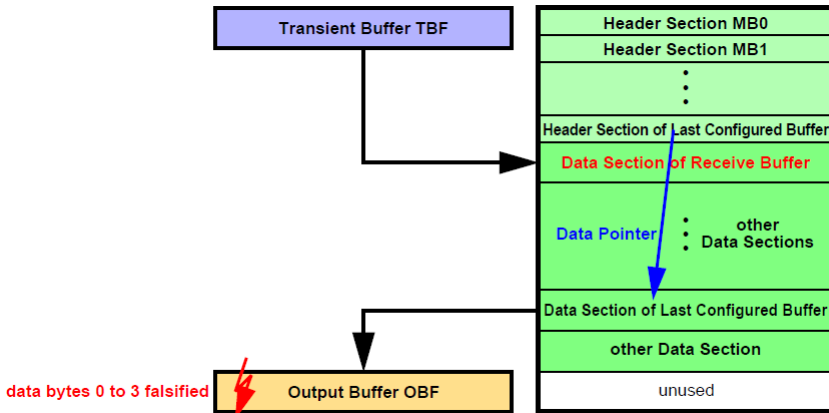 Transient Buffer TBF
Header Section MB0
Header Section MB1
Header Section of Last Configured Buffer
Data Section of Receive Buffer
Data Pointer
other
Data Sections
Data Section of Last Configured Buffer
other Data Section
data bytes 0 to 3 falsified
Output Buffer OBF
unused